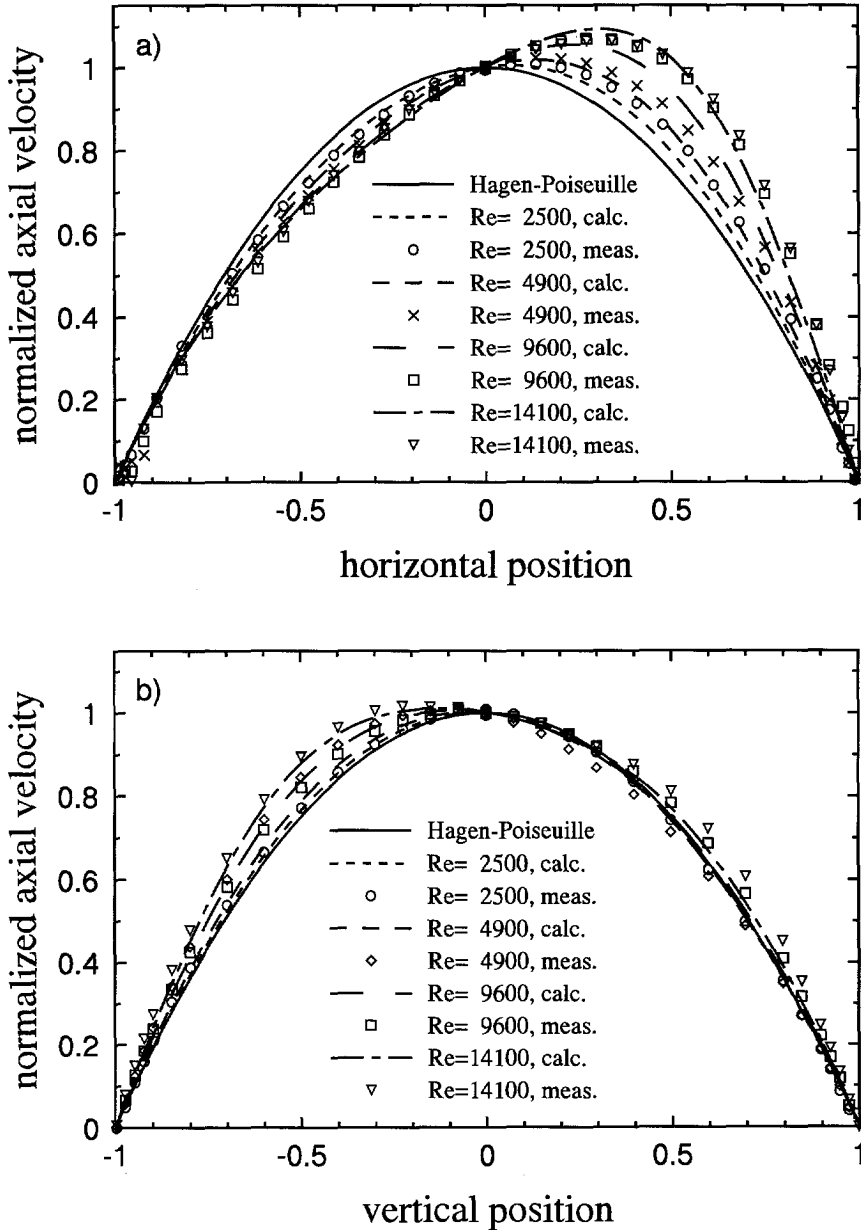 a)
normalized axial velocity
1
0.8
0.6
0.4
0.2
0
Hagen-Poiseuille
Re= 2500, calc.
Re= 2500, meas.
Re= 4900, calc.
Re= 4900, meas.
Re= 9600, calc.
Re= 9600, meas.
Re=14100, calc.
Re=14100, meas.
-1
-0.5
0
0.5
1
horizontal position
b)
normalized axial velocity
1
0.8
0.6
0.4
0.2
0
Hagen-Poiseuille
Re= 2500, calc.
Re= 2500, meas.
Re= 4900, calc.
Re= 4900, meas.
Re= 9600, calc.
Re= 9600, meas.
Re=14100, calc.
Re=14100, meas.
-1
-0.5
0
0.5
1
vertical position